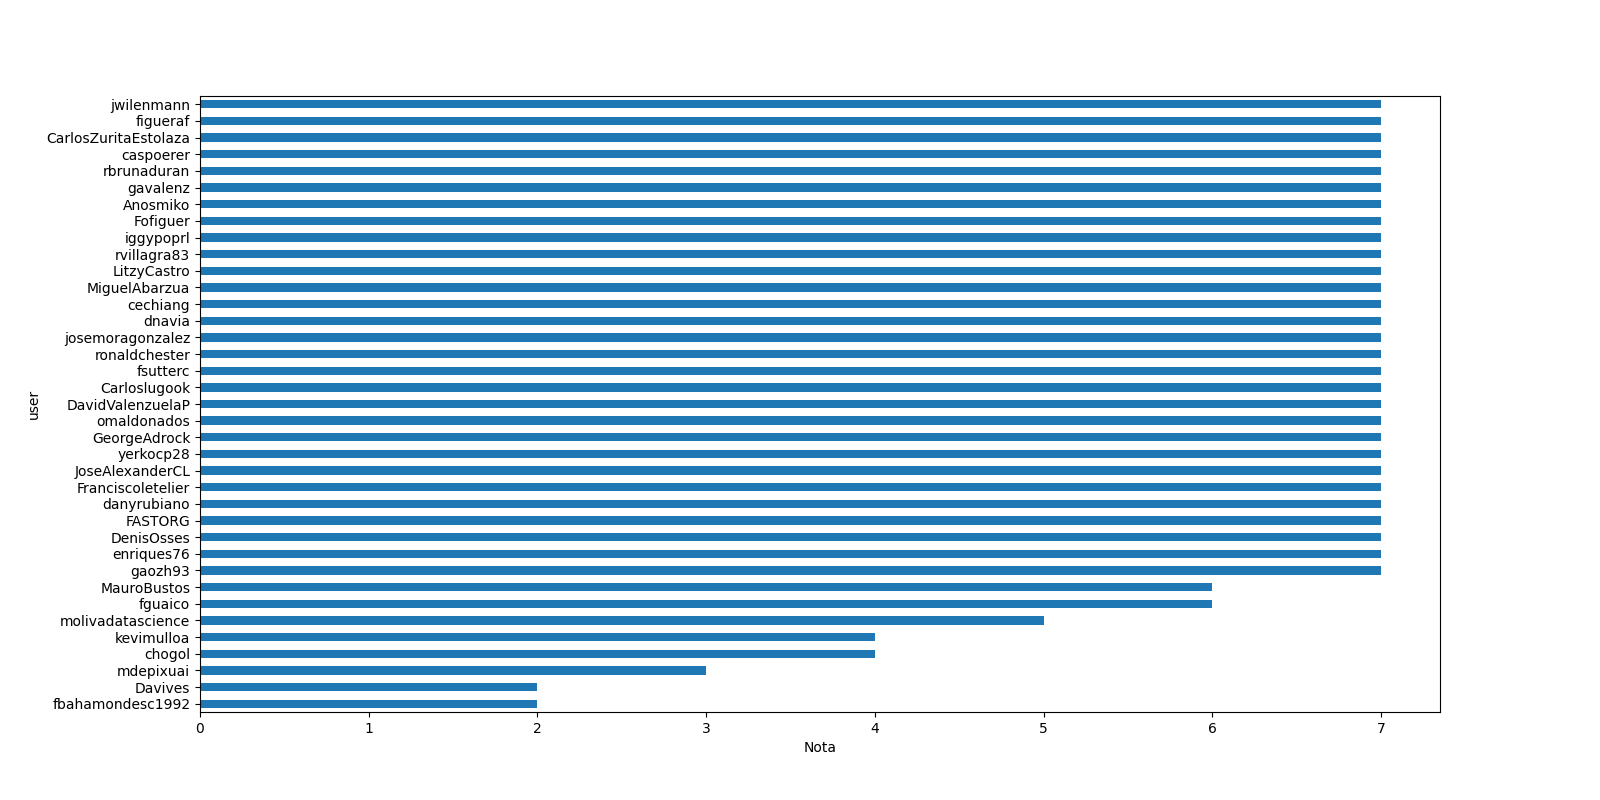 jwilenmann
figueraf
CarlosZuritaEstolaza
caspoerer
rbrunaduran
gavalenz
Anosmiko
Fofiguer
iggypoprl
rvillagra83
LitzyCastro
MiguelAbarzua
cechiang
dnavia
josemoragonzalez
ronaldchester
fsutterc
Carloslugook
DavidValenzuelaP
omaldonados
GeorgeAdrock
yerkocp28
JoseAlexanderCL
Franciscoletelier
danyrubiano
FASTORG
DenisOsses
enriques76
gaozh93
MauroBustos
fguaico
molivadatascience
kevimulloa
chogol
mdepixuai
Davives
fbahamondesc1992
user
0 1 2 3 4 5 6 7
Nota